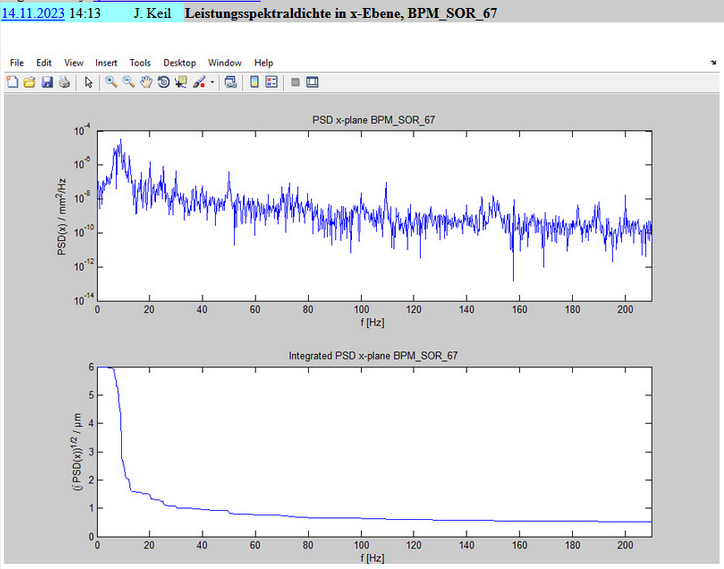 14.11.2023 14:13 J. Keil Leistungsspektraldichte in x-Ebene, BPM_SOR_67
File Edit View Insert Tools Desktop Window Help
PSD x-plane BPM_SOR_67
PSD(x) / mm²/Hz
10⁻⁴
10⁻⁶
10⁻⁸
10⁻¹⁰
10⁻¹²
10⁻¹⁴
0 20 40 60 80 100 120 140 160 180 200
f [Hz]
Integrated PSD x-plane BPM_SOR_67
(∫ PSD(x))^1/2 / μm
6
5
4
3
2
1
0
0 20 40 60 80 100 120 140 160 180 200
f [Hz]